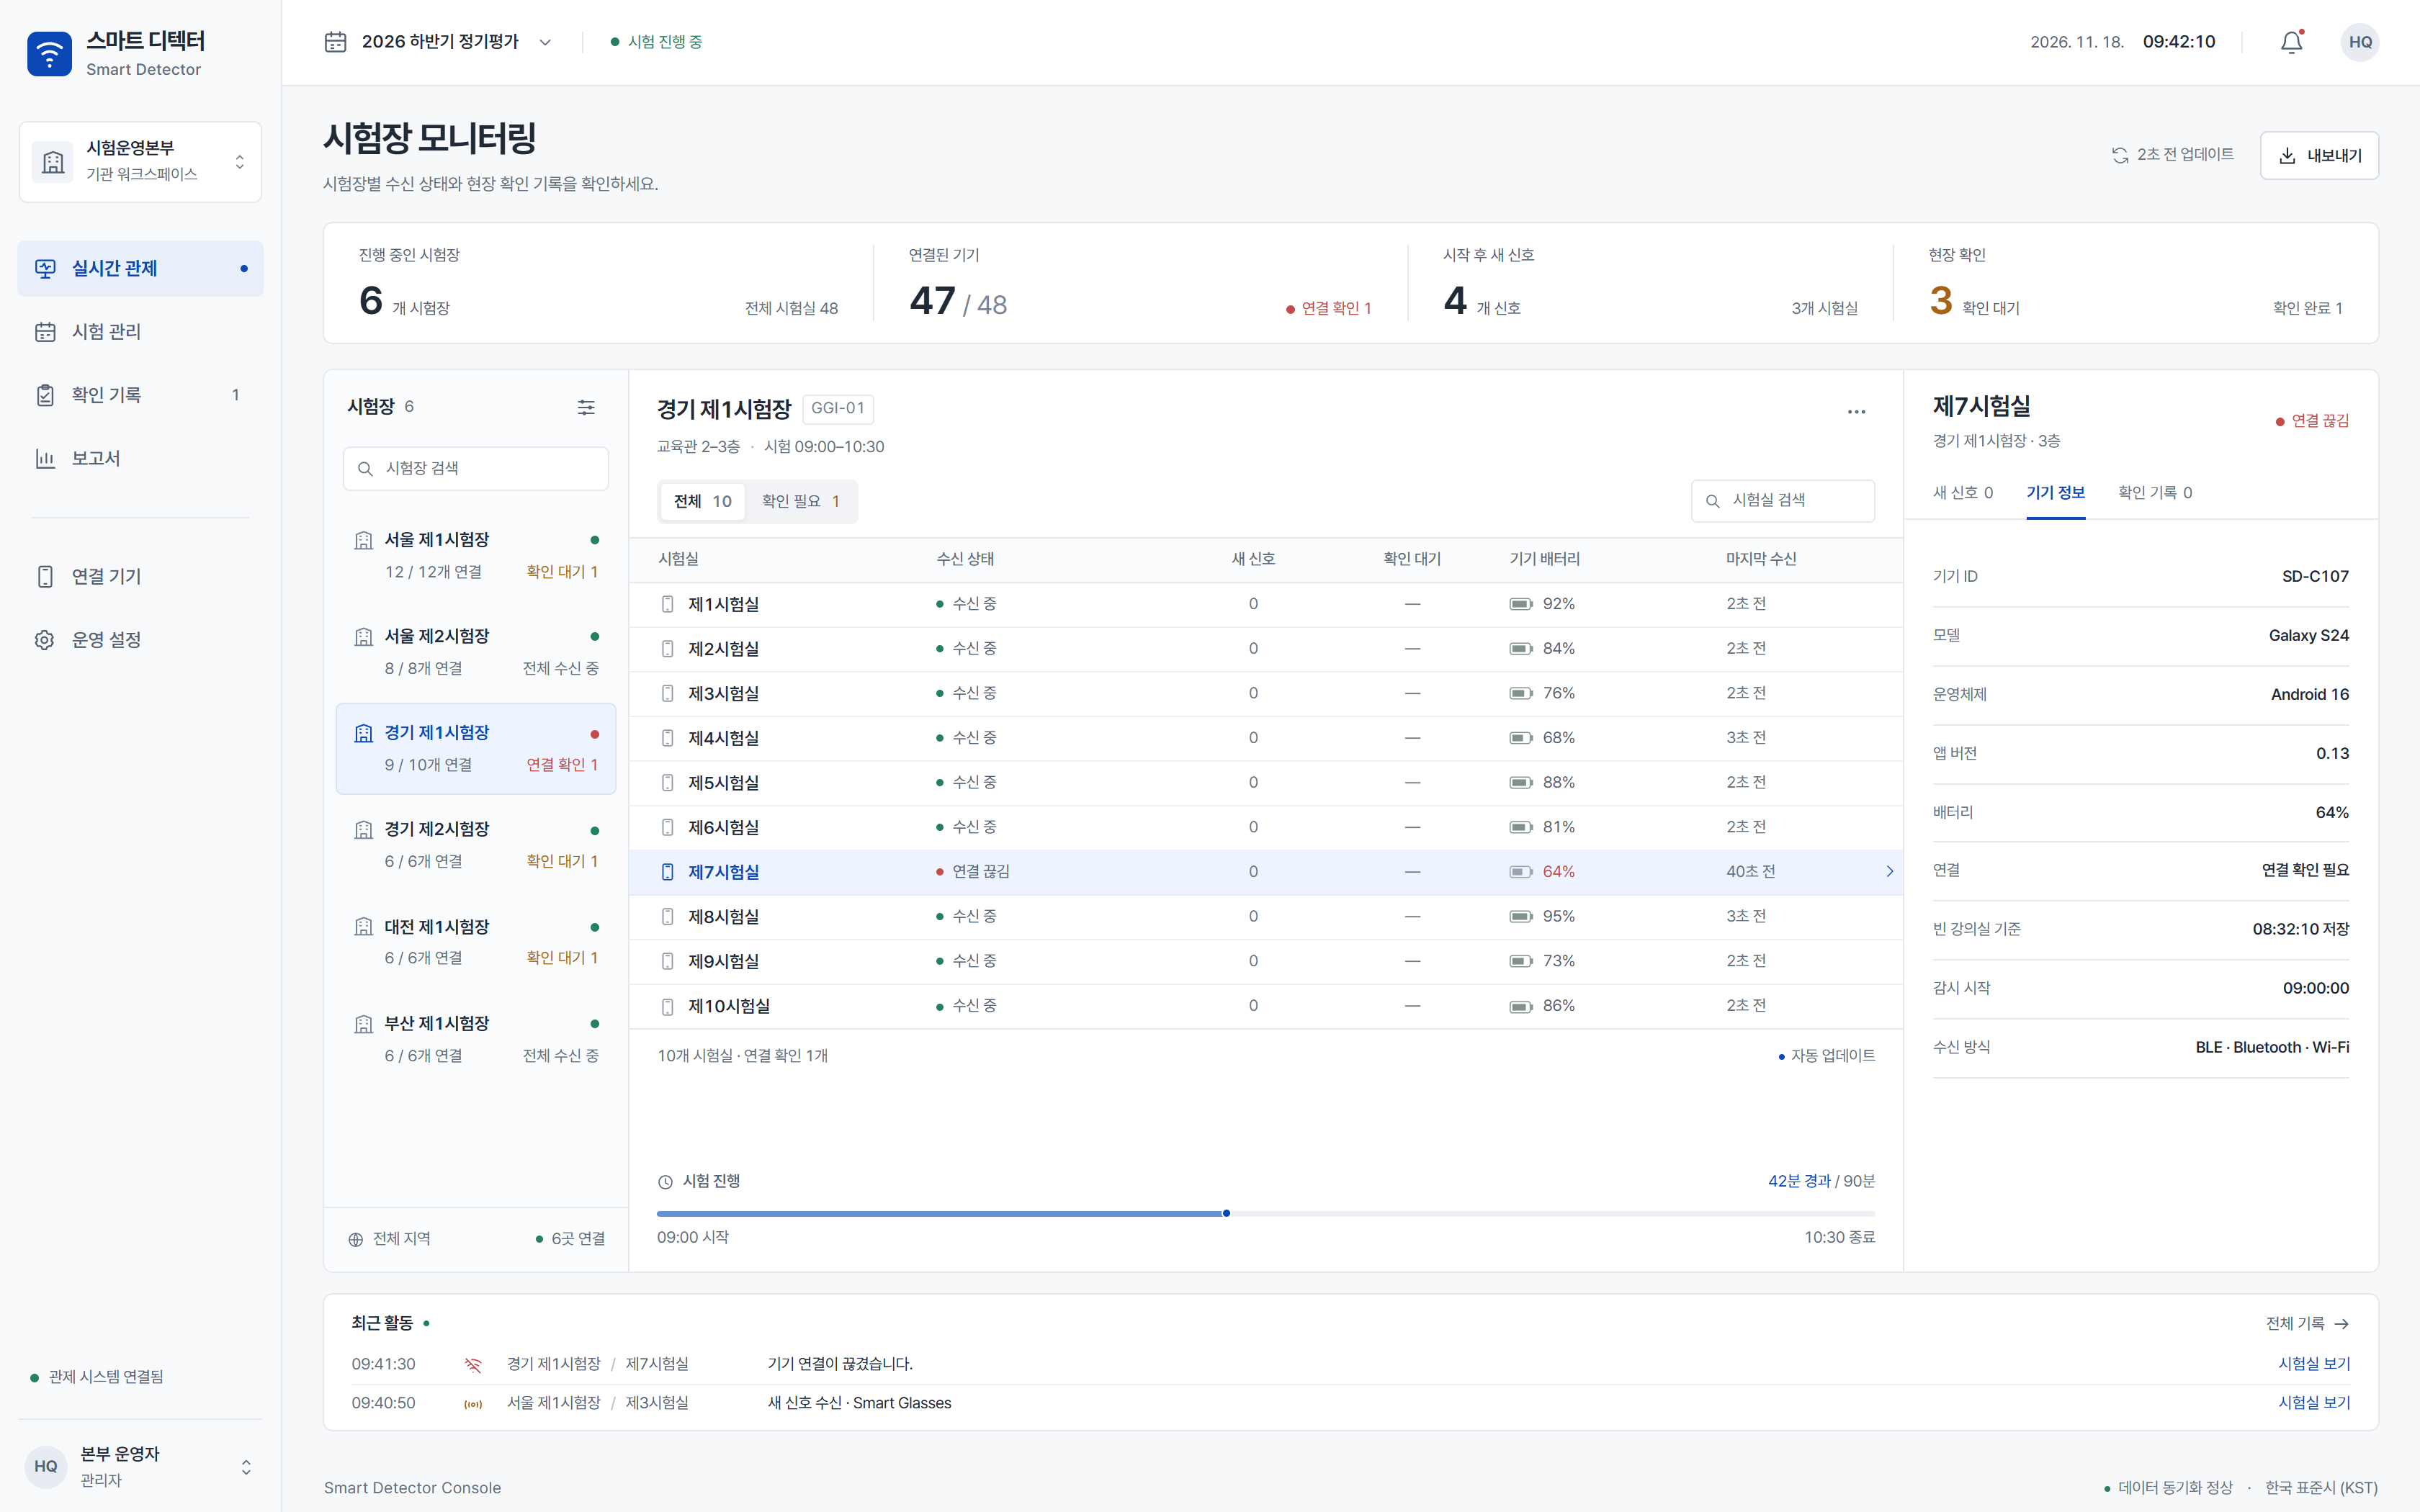 스마트 디텍터
Smart Detector
시험운영본부
기관 워크스페이스
실시간 관제
시험 관리
확인 기록 1
보고서
연결 기기
운영 설정
관제 시스템 연결됨
HQ
본부 운영자
관리자
2026 하반기 정기평가
시험 진행 중
2026. 11. 18. 09:42:10
HQ
시험장 모니터링
시험장별 수신 상태와 현장 확인 기록을 확인하세요.
2초 전 업데이트
내보내기
진행 중인 시험장
6 개 시험장 전체 시험실 48
연결된 기기
47 / 48 연결 확인 1
시작 후 새 신호
4 개 신호 3개 시험실
현장 확인
3 확인 대기 확인 완료 1
시험장 6
시험장 검색
서울 제1시험장
12 / 12개 연결 확인 대기 1
서울 제2시험장
8 / 8개 연결 전체 수신 중
경기 제1시험장
9 / 10개 연결 연결 확인 1
경기 제2시험장
6 / 6개 연결 확인 대기 1
대전 제1시험장
6 / 6개 연결 확인 대기 1
부산 제1시험장
6 / 6개 연결 전체 수신 중
전체 지역 6곳 연결
경기 제1시험장 GGI-01
교육관 2–3층 · 시험 09:00–10:30
전체 10 확인 필요 1
시험실 검색
시험실 수신 상태 새 신호 확인 대기 기기 배터리 마지막 수신
제1시험실 수신 중 0 — 92% 2초 전
제2시험실 수신 중 0 — 84% 2초 전
제3시험실 수신 중 0 — 76% 2초 전
제4시험실 수신 중 0 — 68% 3초 전
제5시험실 수신 중 0 — 88% 2초 전
제6시험실 수신 중 0 — 81% 2초 전
제7시험실 연결 끊김 0 — 64% 40초 전
제8시험실 수신 중 0 — 95% 3초 전
제9시험실 수신 중 0 — 73% 2초 전
제10시험실 수신 중 0 — 86% 2초 전
10개 시험실 · 연결 확인 1개 자동 업데이트
시험 진행 42분 경과 / 90분
09:00 시작 10:30 종료
제7시험실
경기 제1시험장 · 3층
연결 끊김
새 신호 0 기기 정보 확인 기록 0
기기 ID SD-C107
모델 Galaxy S24
운영체제 Android 16
앱 버전 0.13
배터리 64%
연결 연결 확인 필요
빈 강의실 기준 08:32:10 저장
감시 시작 09:00:00
수신 방식 BLE · Bluetooth · Wi-Fi
최근 활동 전체 기록
09:41:30 경기 제1시험장 / 제7시험실 기기 연결이 끊겼습니다. 시험실 보기
09:40:50 서울 제1시험장 / 제3시험실 새 신호 수신 · Smart Glasses 시험실 보기
Smart Detector Console
데이터 동기화 정상 · 한국 표준시 (KST)